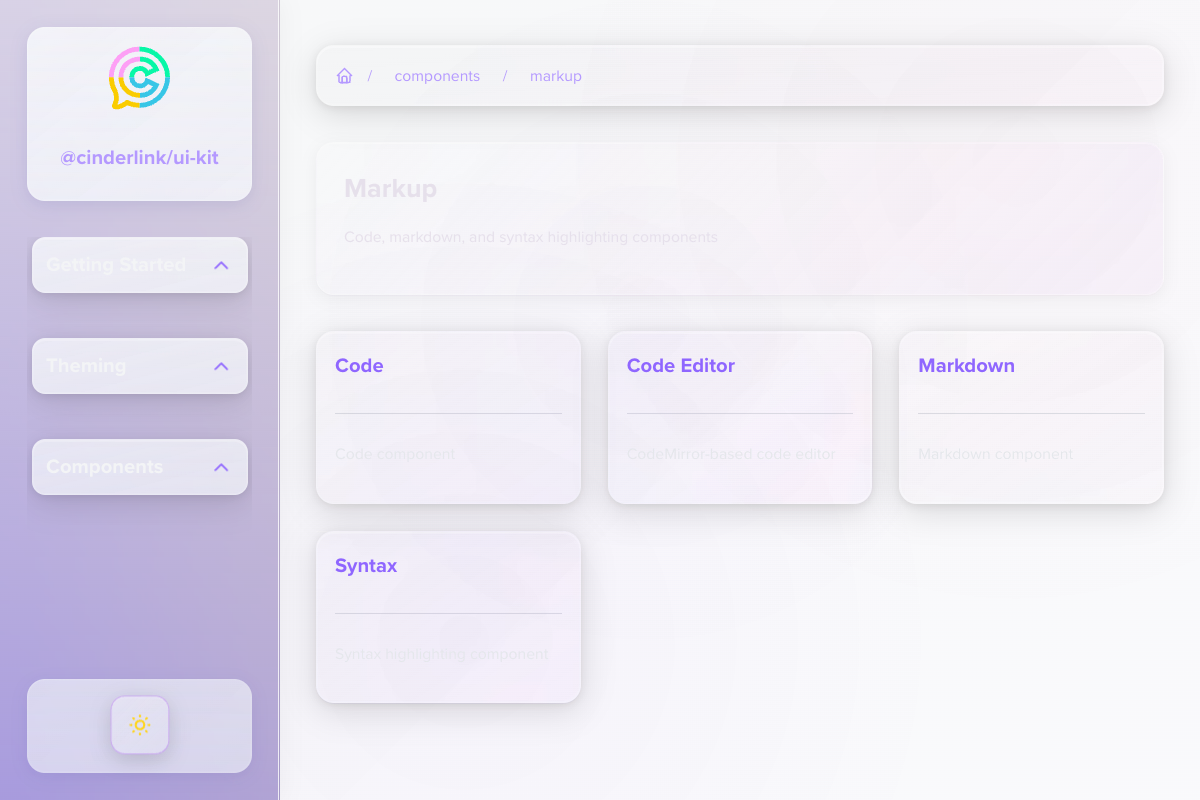 @cinderlink/ui-kit
Getting Started
Theming
Components
/ components / markup
Markup
Code, markdown, and syntax highlighting components
Code
Code component
Code Editor
CodeMirror-based code editor
Markdown
Markdown component
Syntax
Syntax highlighting component